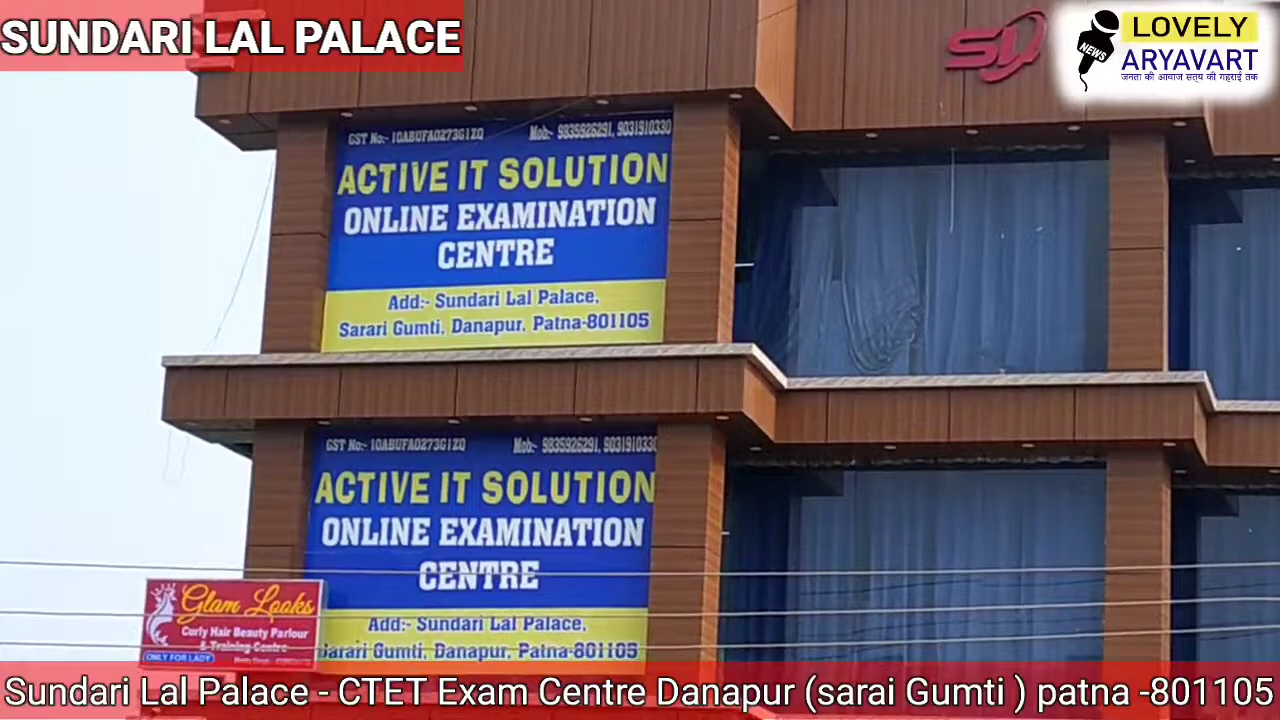 SUNDARI LAL PALACE
SD
NEWS
LOVELY
ARYAVART
जनता की आवाज सत्य की गहराई तक
GST No:- 10ABUFA0273G1ZQ Mob:- 9835926291, 9031910330
ACTIVE IT SOLUTION
ONLINE EXAMINATION
CENTRE
Add:- Sundari Lal Palace,
Sarari Gumti, Danapur, Patna-801105
GST No:- 10ABUFA0273G1ZQ Mob:- 9835926291, 9031910330
ACTIVE IT SOLUTION
ONLINE EXAMINATION
CENTRE
Add:- Sundari Lal Palace,
Sarari Gumti, Danapur, Patna-801105
Glam Looks
Curly Hair Beauty Parlour
& Training Centre
ONLY FOR LADY
Sundari Lal Palace - CTET Exam Centre Danapur (sarai Gumti ) patna -801105